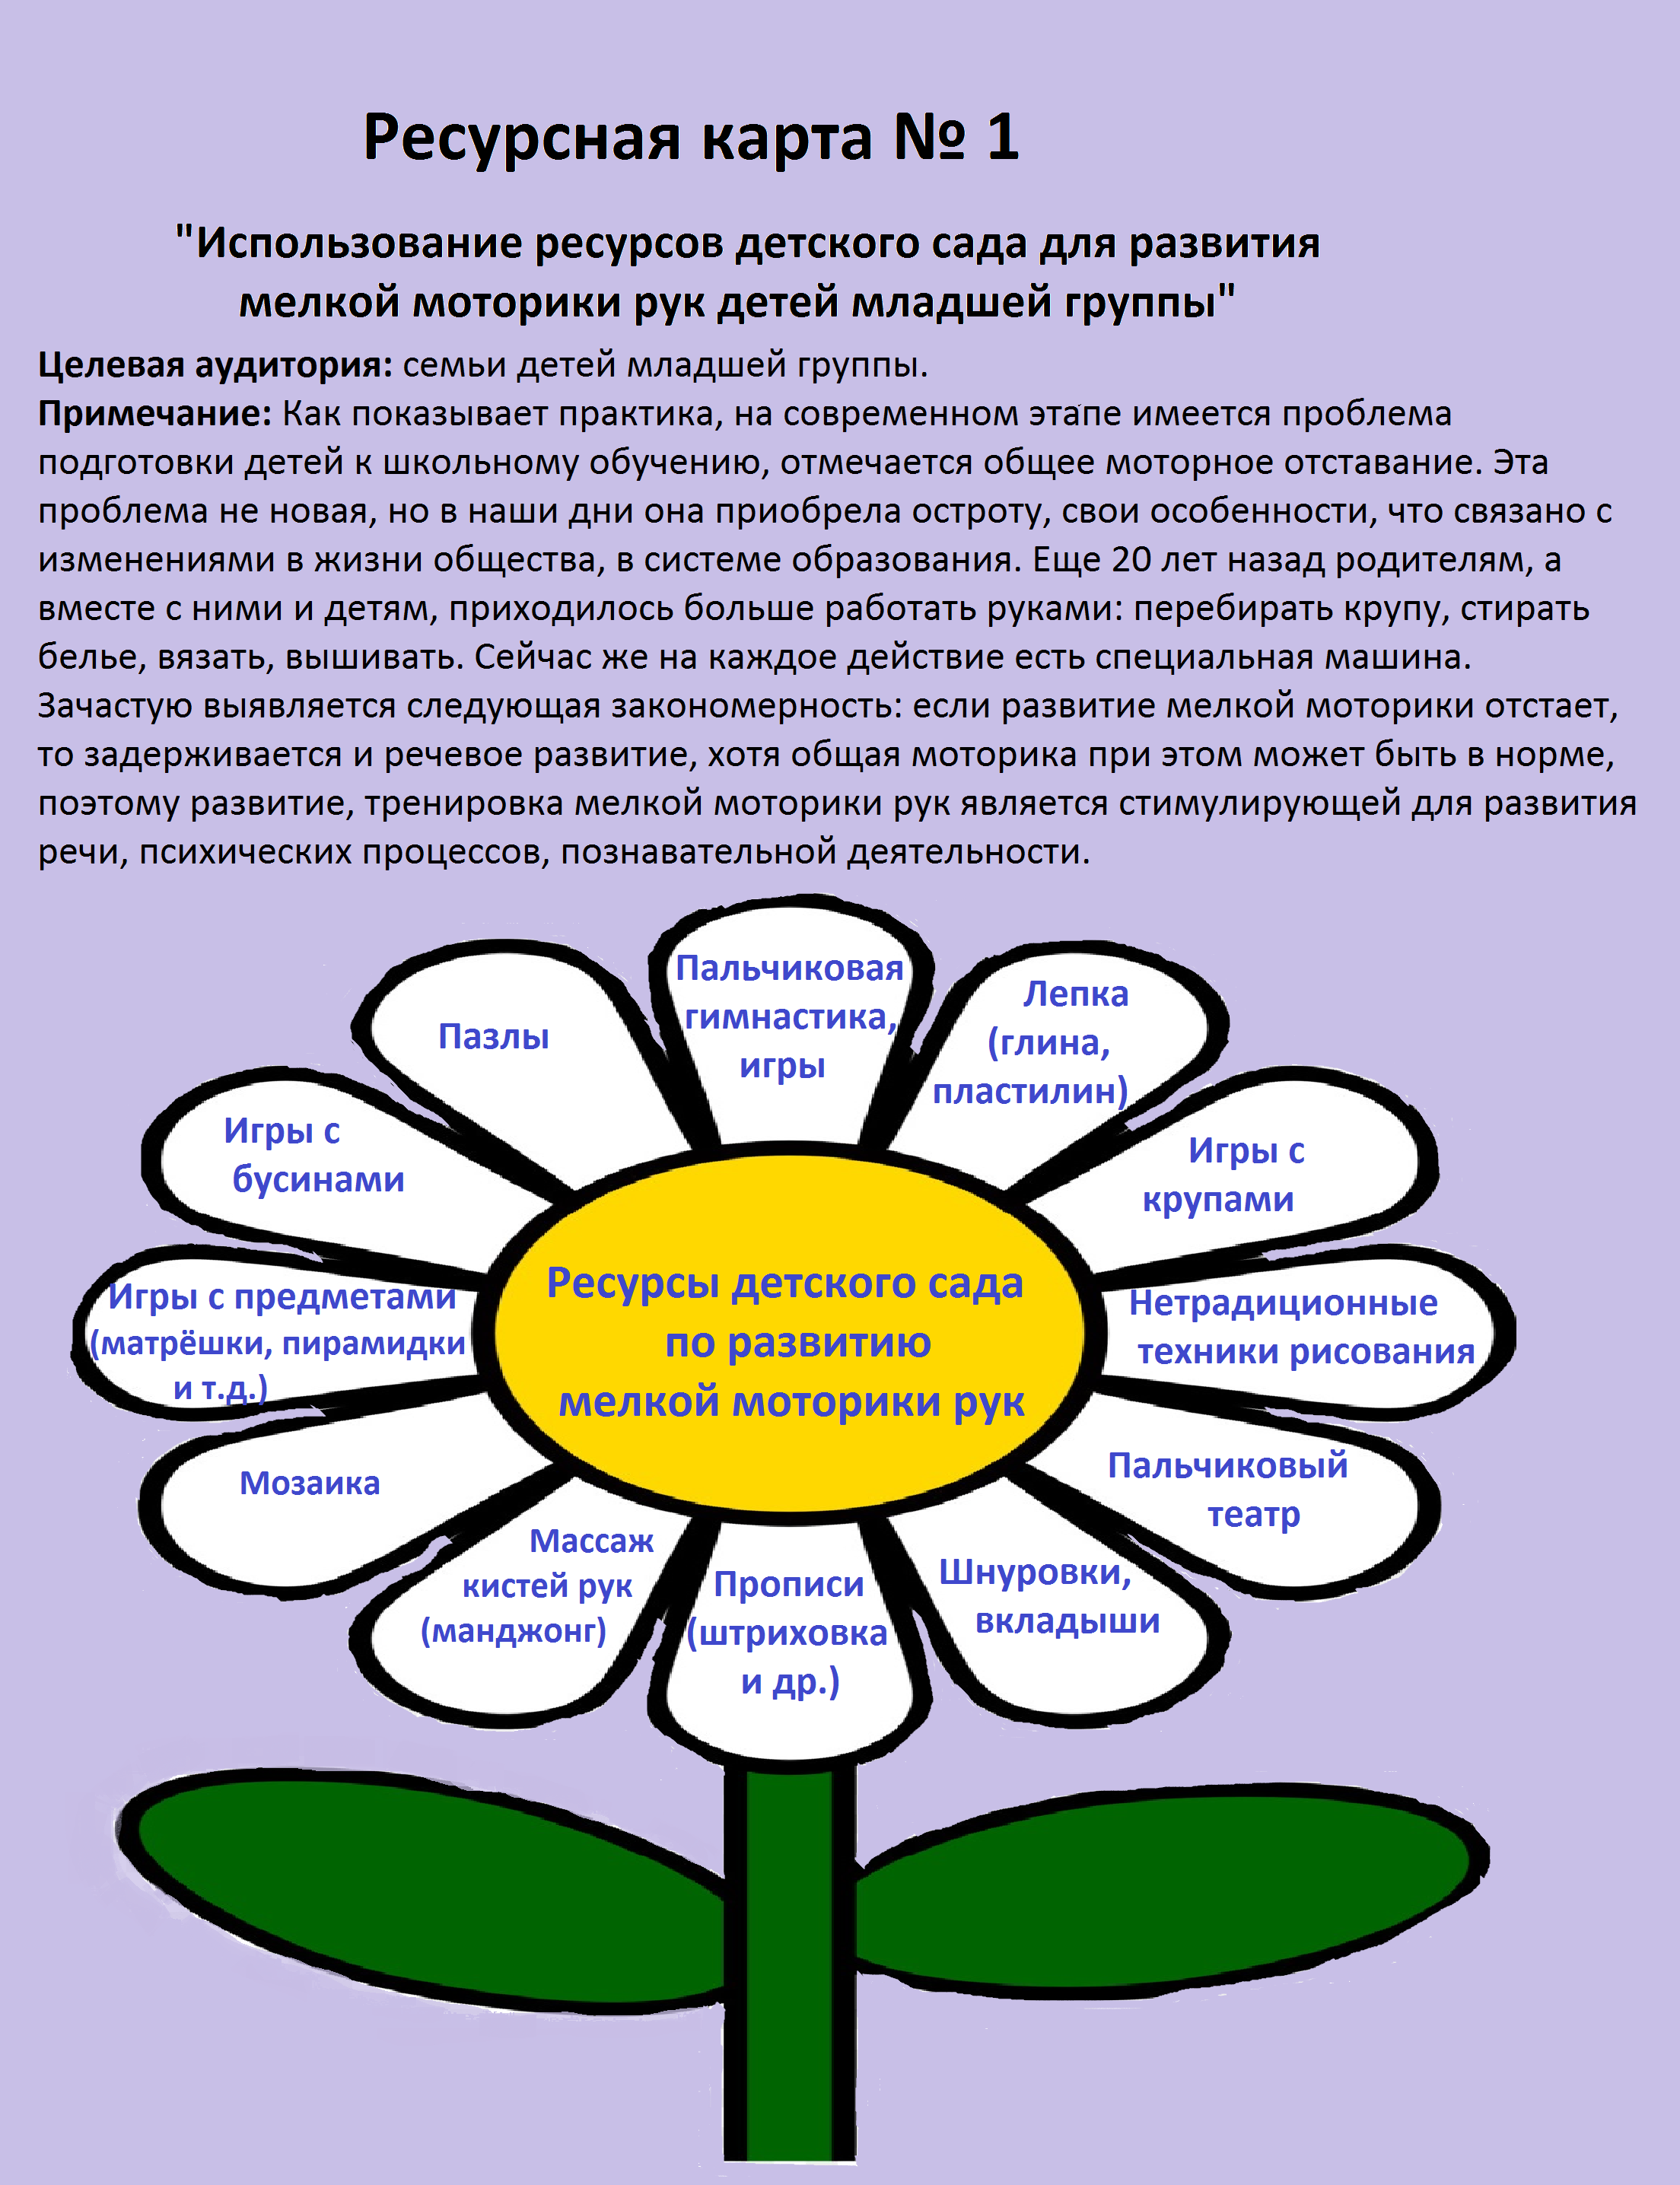 Ресурсная карта № 1
"Использование ресурсов детского сада для развития
мелкой моторики рук детей младшей группы"
Целевая аудитория: семьи детей младшей группы.
Примечание: Как показывает практика, на современном этапе имеется проблема
подготовки детей к школьному обучению, отмечается общее моторное отставание. Эта
проблема не новая, но в наши дни она приобрела остроту, свои особенности, что связано с
изменениями в жизни общества, в системе образования. Еще 20 лет назад родителям, а
вместе с ними и детям, приходилось больше работать руками: перебирать крупу, стирать
белье, вязать, вышивать. Сейчас же на каждое действие есть специальная машина.
Зачастую выявляется следующая закономерность: если развитие мелкой моторики отстает,
то задерживается и речевое развитие, хотя общая моторика при этом может быть в норме,
поэтому развитие, тренировка мелкой моторики рук является стимулирующей для развития
речи, психических процессов, познавательной деятельности.
Пальчиковая
гимнастика,
игры
Лепка
(глина,
пластилин)
Игры с
крупами
Нетрадиционные
техники рисования
Пальчиковый
театр
Шнуровки,
вкладыши
Прописи
(штриховка
и др.)
Массаж
кистей рук
(манджонг)
Мозаика
Игры с предметами
(матрёшки, пирамидки
и т.д.)
Игры с
бусинами
Пазлы
Ресурсы детского сада
по развитию
мелкой моторики рук